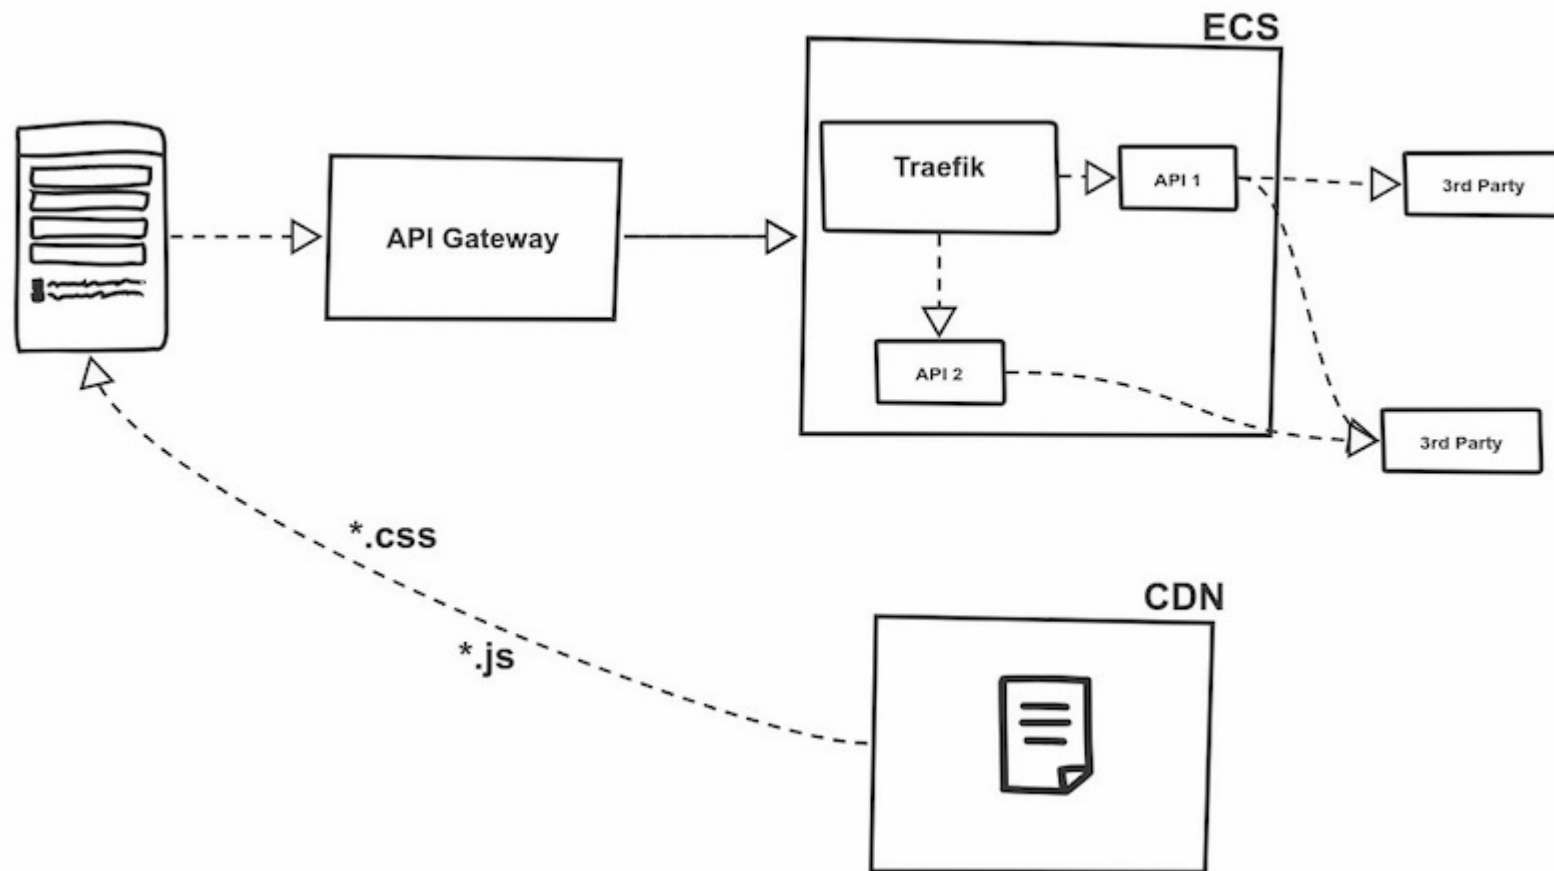 ECS
Traefik
API 1
3rd Party
API Gateway
API 2
3rd Party
*.css
*.js
CDN